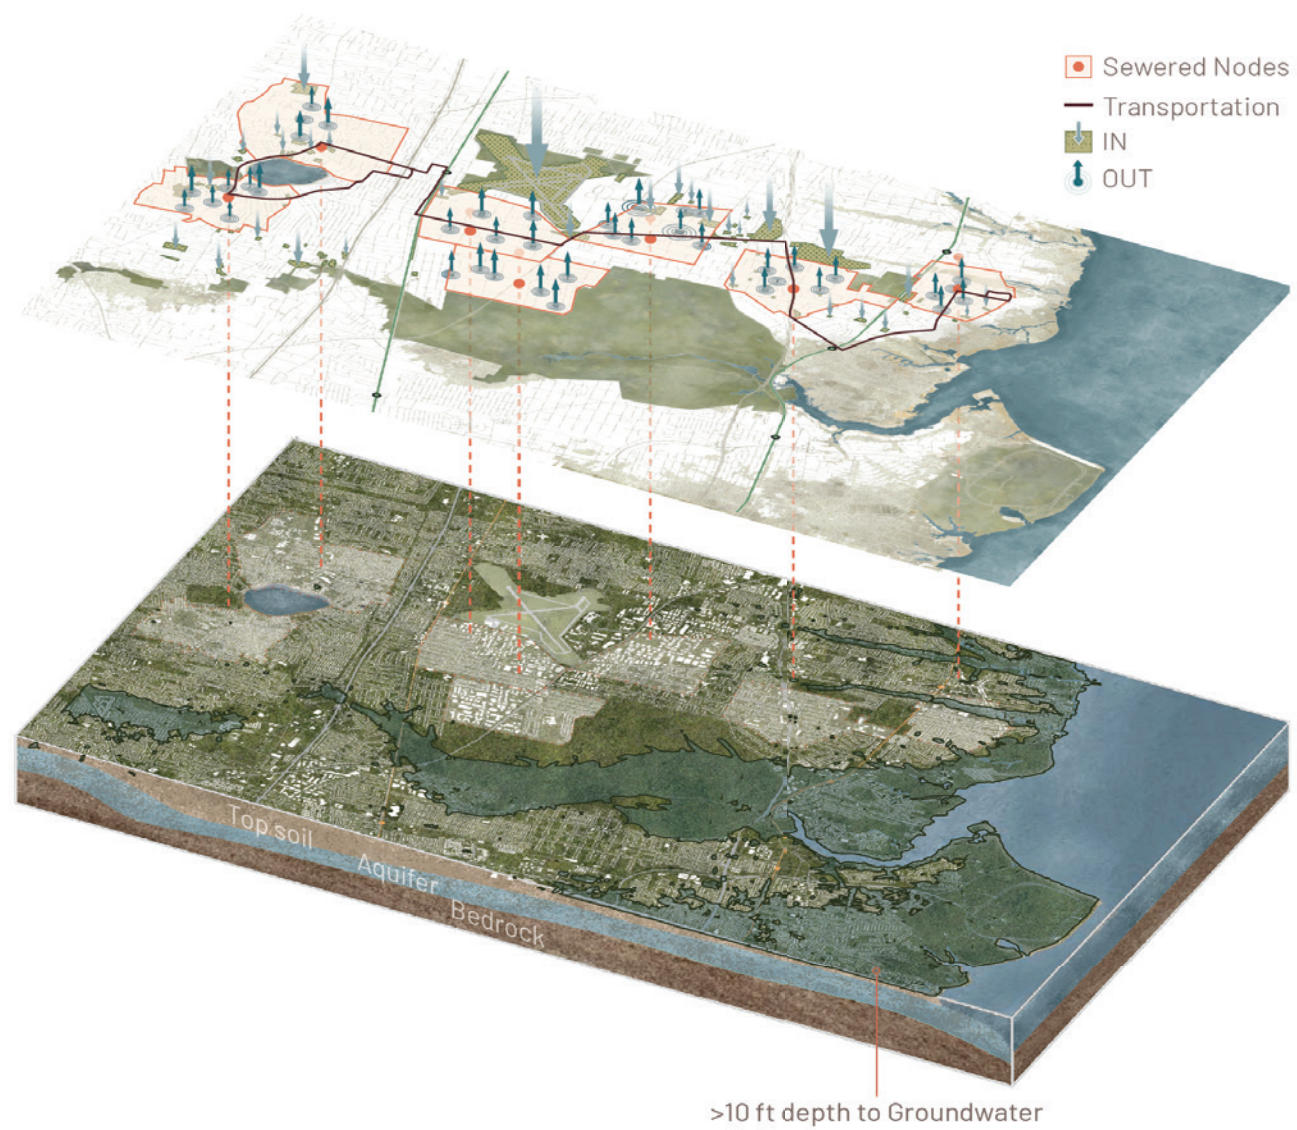 Sewered Nodes
Transportation
IN
OUT
Top soil
Aquifer
Bedrock
>10 ft depth to Groundwater